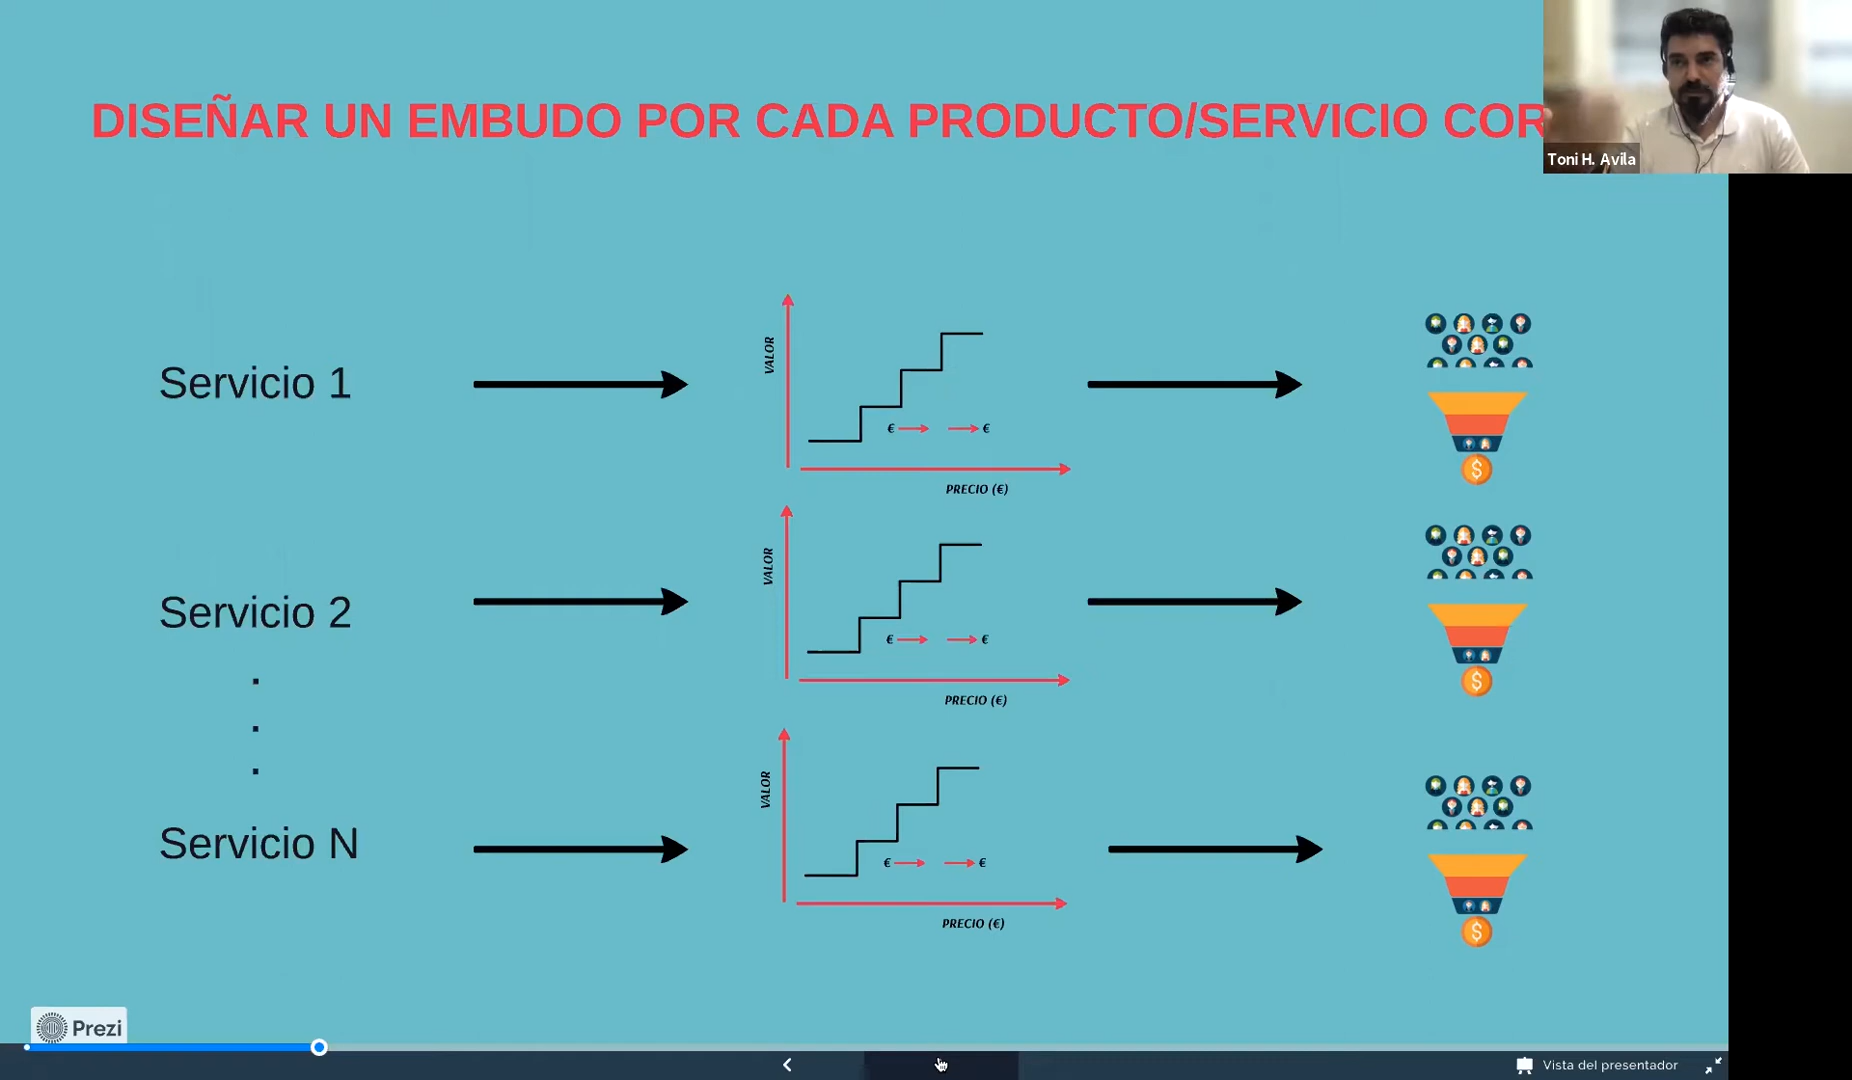 DISEÑAR UN EMBUDO POR CADA PRODUCTO/SERVICIO COR
Toni H. Avila
Servicio 1
VALOR
€ €
PRECIO (€)
Servicio 2
VALOR
€ €
PRECIO (€)
.
.
.
Servicio N
VALOR
€ €
PRECIO (€)
$
$
$
Prezi
Vista del presentador